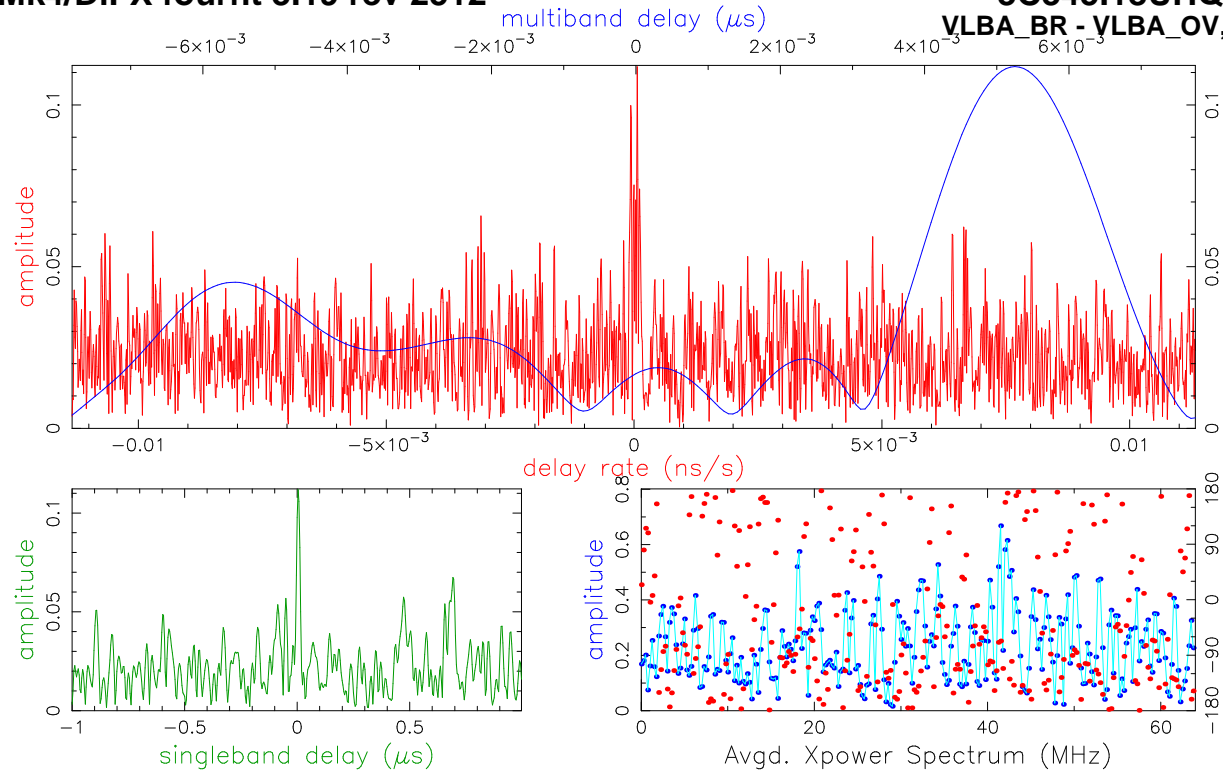 multiband delay (μs)
VLBA_BR - VLBA_OV,
−6×10⁻³ −4×10⁻³ −2×10⁻³ 0 2×10⁻³ 4×10⁻³ 6×10⁻³
amplitude
0 0.05 0.1
0 0.05 0.1
−0.01 −5×10⁻³ 0 5×10⁻³ 0.01
delay rate (ns/s)
amplitude
0 0.05 0.1
−1 −0.5 0 0.5
singleband delay (μs)
amplitude
0 0.2 0.4 0.6 0.8
−180 −90 0 90 180
0 20 40 60
Avgd. Xpower Spectrum (MHz)